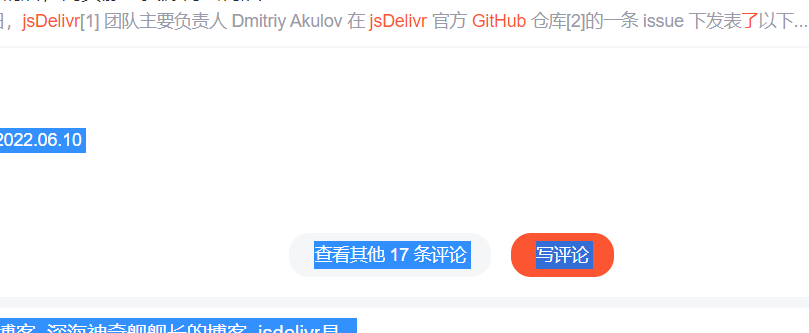 日，jsDelivr[1] 团队主要负责人 Dmitriy Akulov 在 jsDelivr 官方 GitHub 仓库[2]的一条 issue 下发表了以下...
2022.06.10
查看其他 17 条评论 写评论
博客_深海神奇舰舰长的博客_jsdelivr是